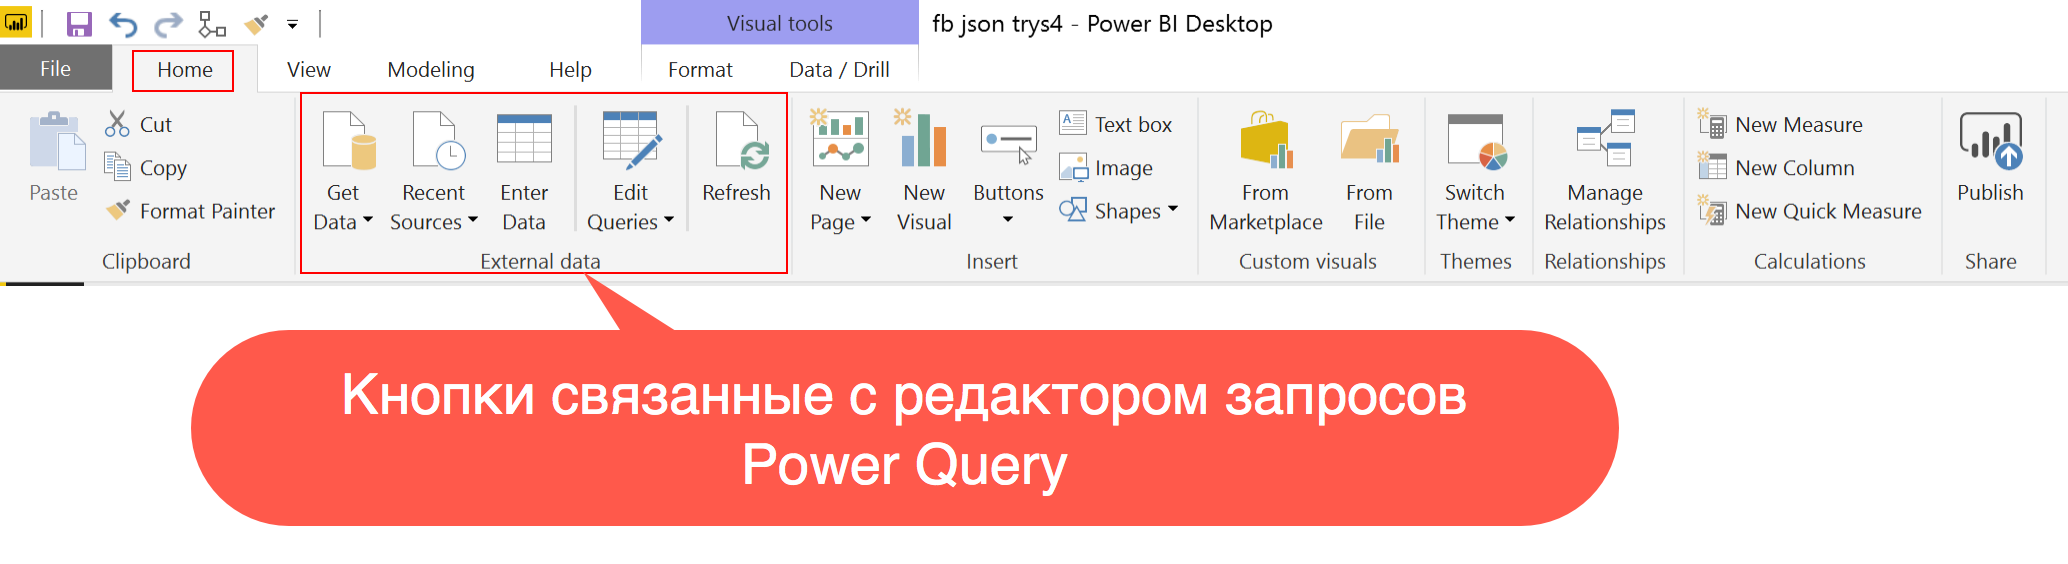 Visual tools
fb json trys4 - Power BI Desktop
File
Home
View
Modeling
Help
Format
Data / Drill
Paste
Cut
Copy
Format Painter
Clipboard
Get
Data
Recent
Sources
Enter
Data
Edit
Queries
Refresh
External data
New
Page
New
Visual
Buttons
Text box
Image
Shapes
Insert
From
Marketplace
From
File
Custom visuals
Switch
Theme
Themes
Manage
Relationships
Relationships
New Measure
New Column
New Quick Measure
Calculations
Publish
Share
Кнопки связанные с редактором запросов
Power Query